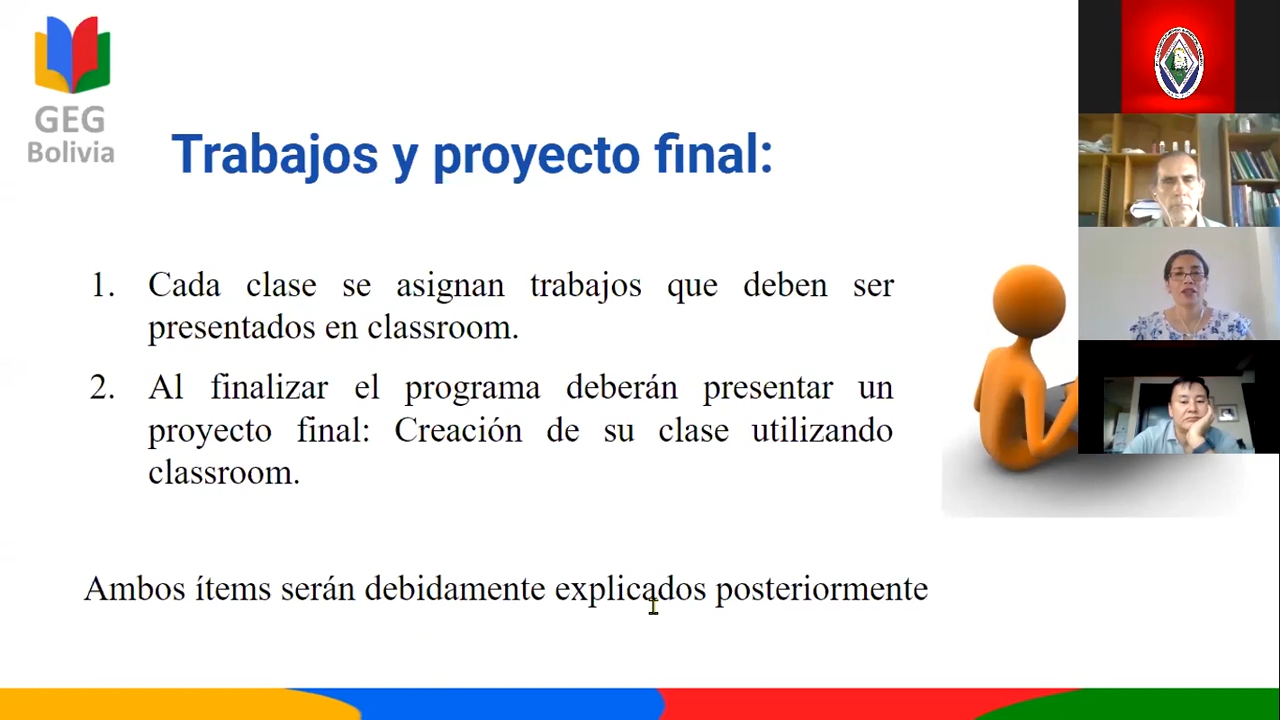 GEG
Bolivia
Trabajos y proyecto final:
1. Cada clase se asignan trabajos que deben ser
presentados en classroom.
2. Al finalizar el programa deberán presentar un
proyecto final: Creación de su clase utilizando
classroom.
Ambos ítems serán debidamente explicados posteriormente